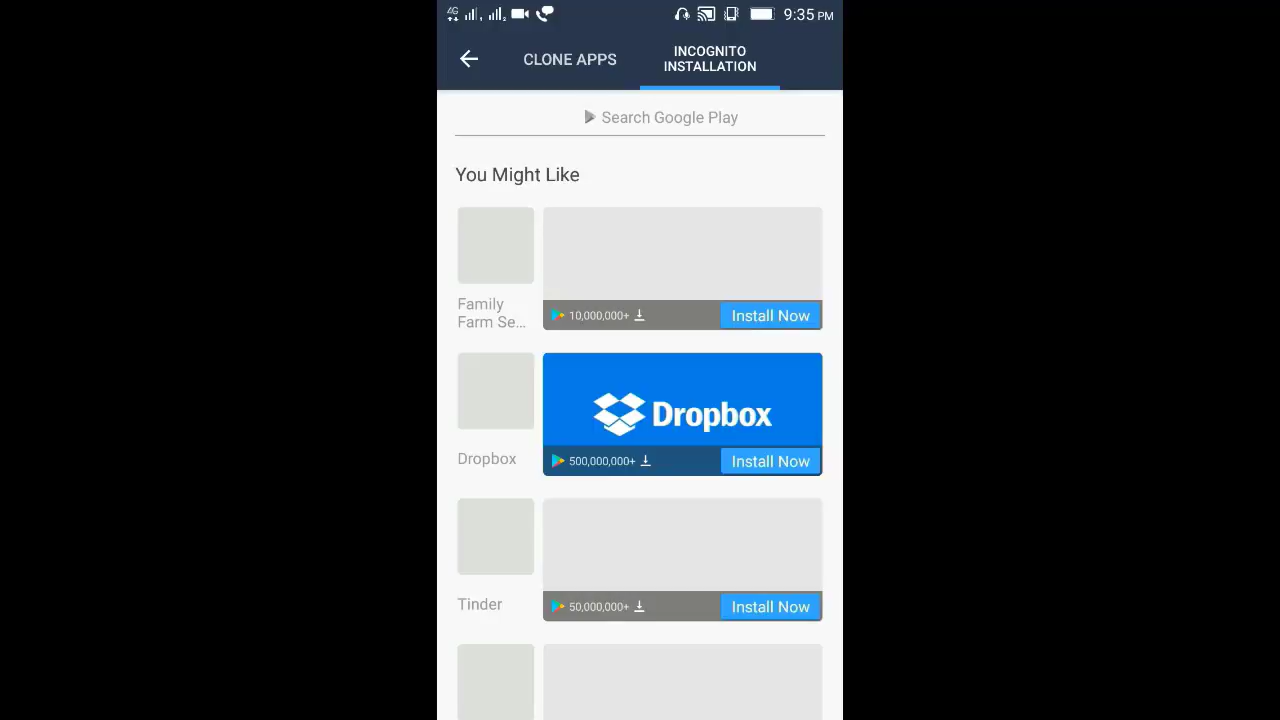 4G 9:35 PM
CLONE APPS
INCOGNITO
INSTALLATION
Search Google Play
You Might Like
Family
Farm Se...
10,000,000+
Install Now
Dropbox
Dropbox
500,000,000+
Install Now
Tinder
50,000,000+
Install Now